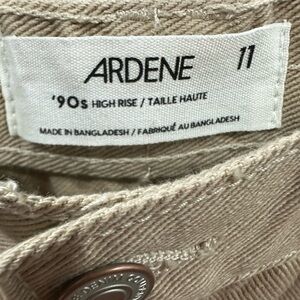 ARDENE 11
'90s HIGH RISE / TAILLE HAUTE
MADE IN BANGLADESH / FABRIQUÉ AU BANGLADESH